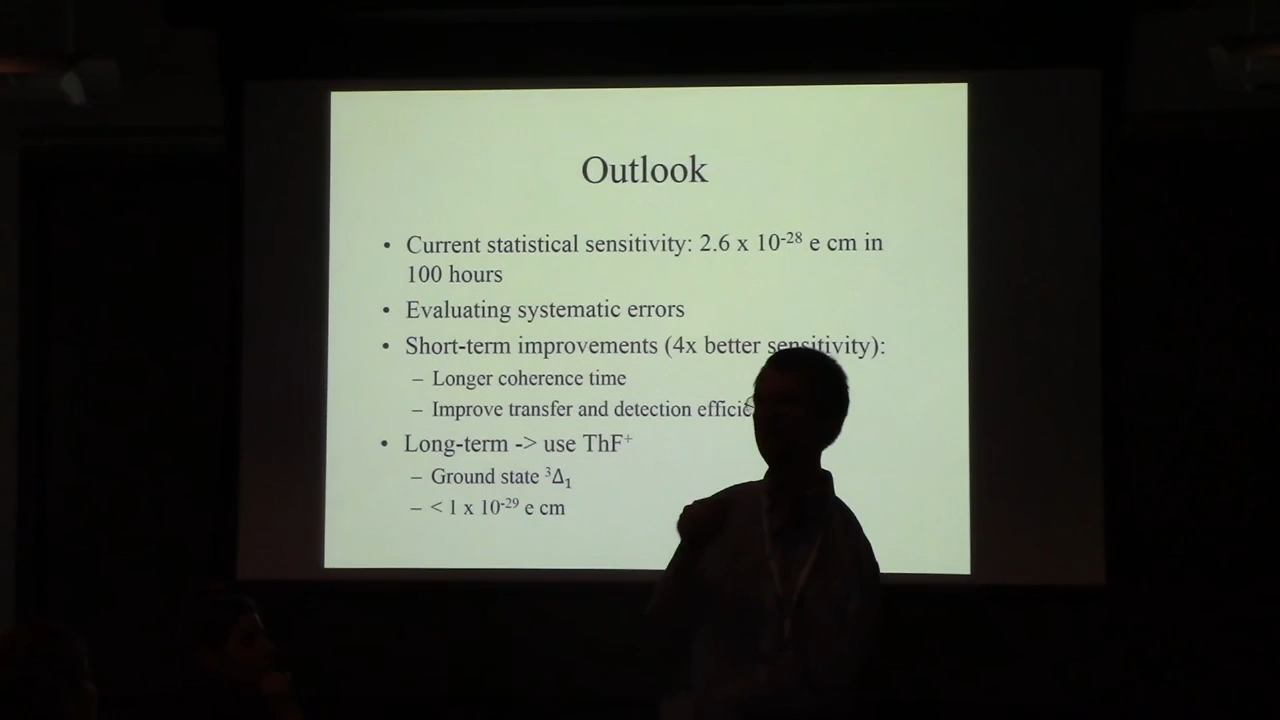 Outlook
• Current statistical sensitivity: 2.6 x 10⁻²⁸ e cm in
100 hours
• Evaluating systematic errors
• Short-term improvements (4x better sensitivity):
– Longer coherence time
– Improve transfer and detection
• Long-term -> use ThF⁺
– Ground state ³Δ₁
– < 1 x 10⁻²⁹ e cm